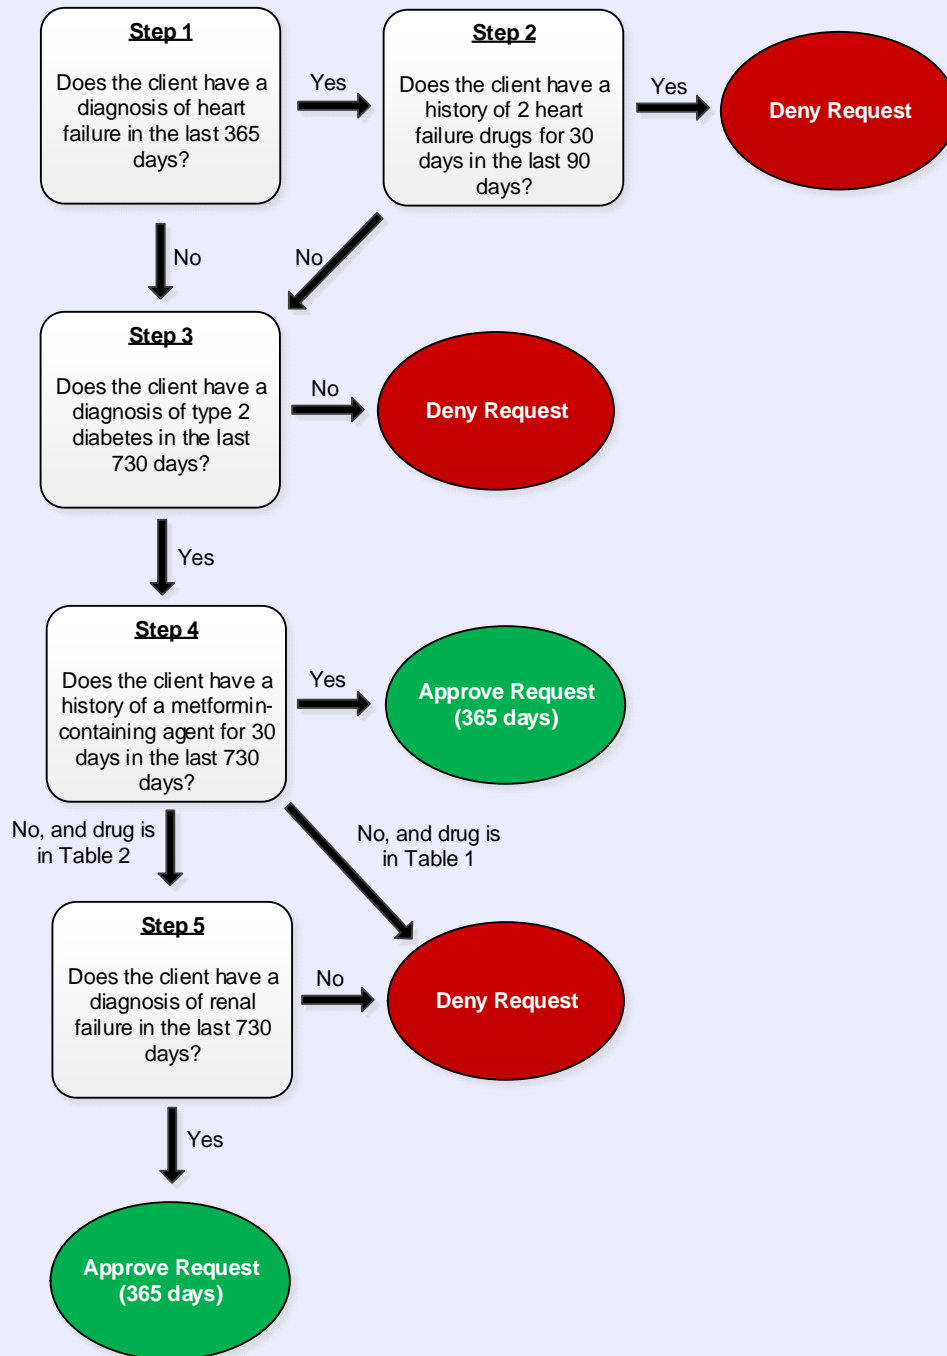 Step 1
Does the client have a
diagnosis of heart
failure in the last 365
days?
Yes
Step 2
Does the client have a
history of 2 heart
failure drugs for 30
days in the last 90
days?
Yes
Deny Request
No
No
Step 3
Does the client have a
diagnosis of type 2
diabetes in the last
730 days?
No
Deny Request
Yes
Step 4
Does the client have a
history of a metformin-
containing agent for 30
days in the last 730
days?
Yes
Approve Request
(365 days)
No, and drug is
in Table 2
No, and drug is
in Table 1
Step 5
Does the client have a
diagnosis of renal
failure in the last 730
days?
No
Deny Request
Yes
Approve Request
(365 days)